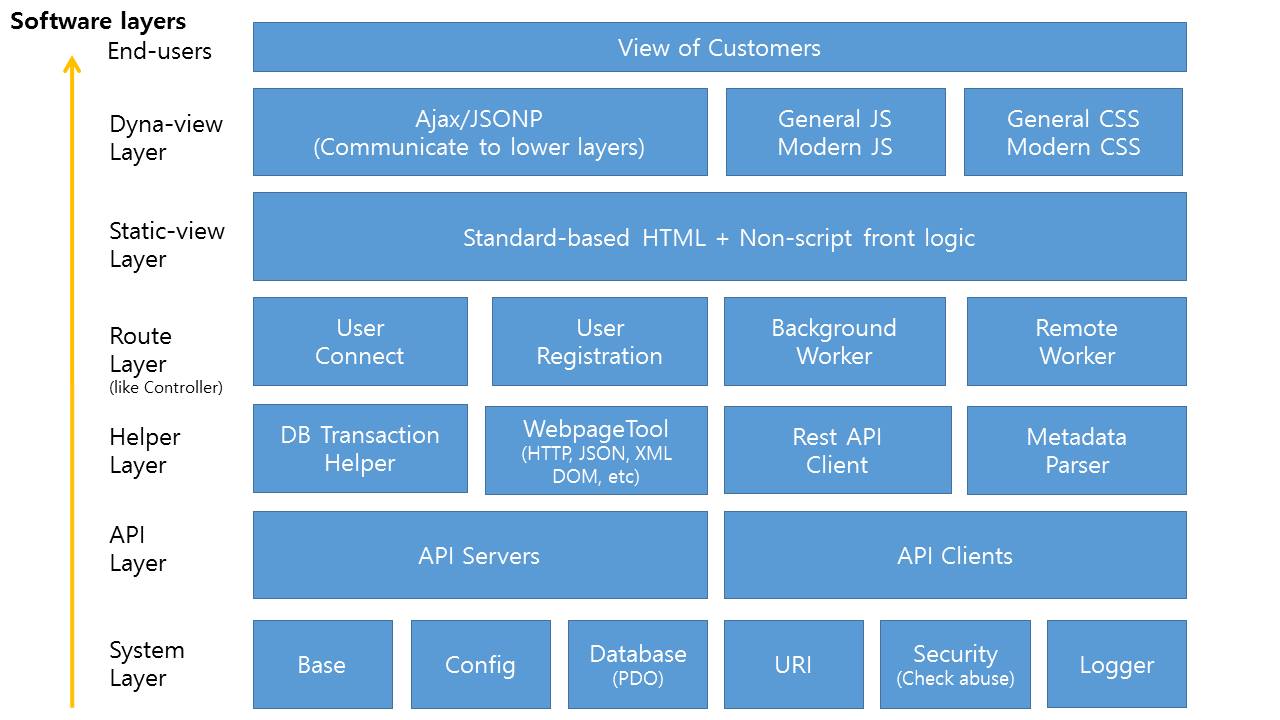 Software layers
End-users
View of Customers
Dyna-view
Layer
Ajax/JSONP
(Communicate to lower layers)
General JS
Modern JS
General CSS
Modern CSS
Static-view
Layer
Standard-based HTML + Non-script front logic
Route
Layer
(like Controller)
User
Connect
User
Registration
Background
Worker
Remote
Worker
Helper
Layer
DB Transaction
Helper
WebpageTool
(HTTP, JSON, XML
DOM, etc)
Rest API
Client
Metadata
Parser
API
Layer
API Servers
API Clients
System
Layer
Base
Config
Database
(PDO)
URI
Security
(Check abuse)
Logger